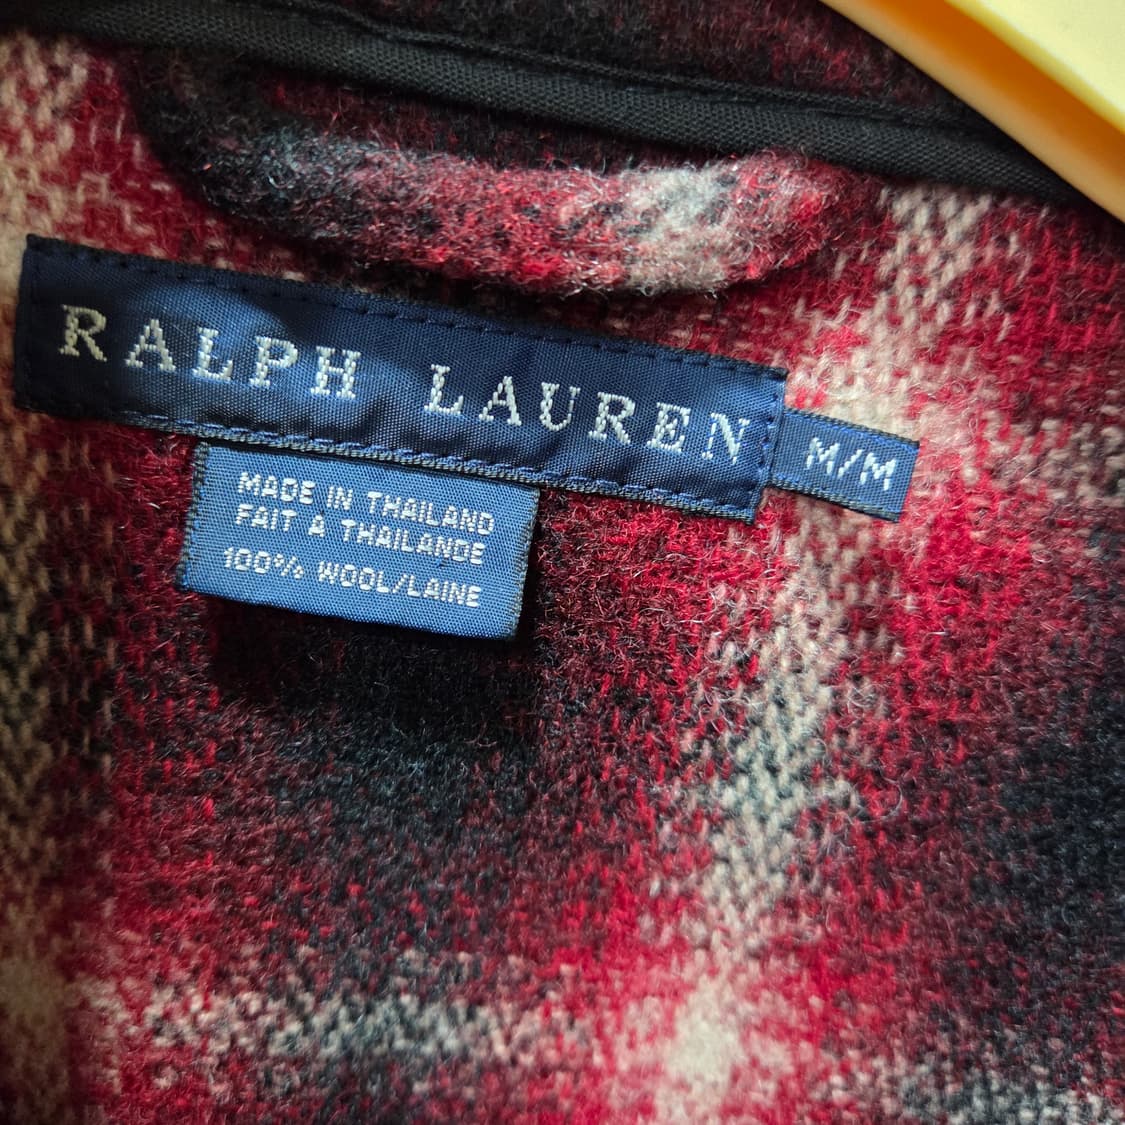 RALPH LAUREN
M/M
MADE IN THAILAND
FAIT À THAILANDE
100% WOOL/LAINE